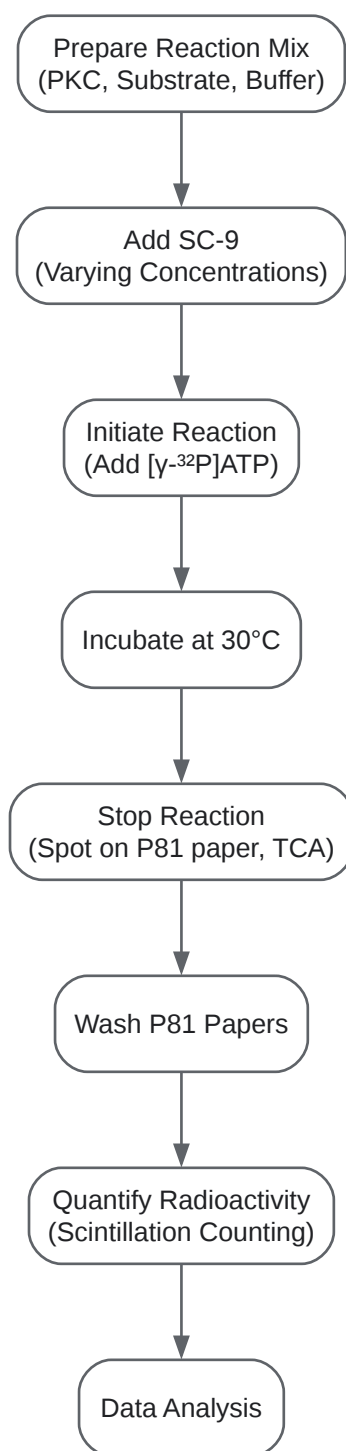 Prepare Reaction Mix
(PKC, Substrate, Buffer)
Add SC-9
(Varying Concentrations)
Initiate Reaction
(Add [γ-³²P]ATP)
Incubate at 30°C
Stop Reaction
(Spot on P81 paper, TCA)
Wash P81 Papers
Quantify Radioactivity
(Scintillation Counting)
Data Analysis